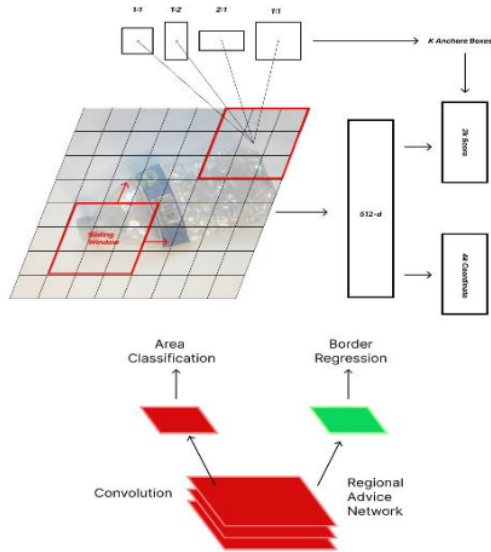 1:1
1:2
2:1
1:1
K Anchore Boxes
2k Score
512-d
Sliding
Window
4k Coordinate
Area
Classification
Border
Regression
Convolution
Regional
Advice
Network